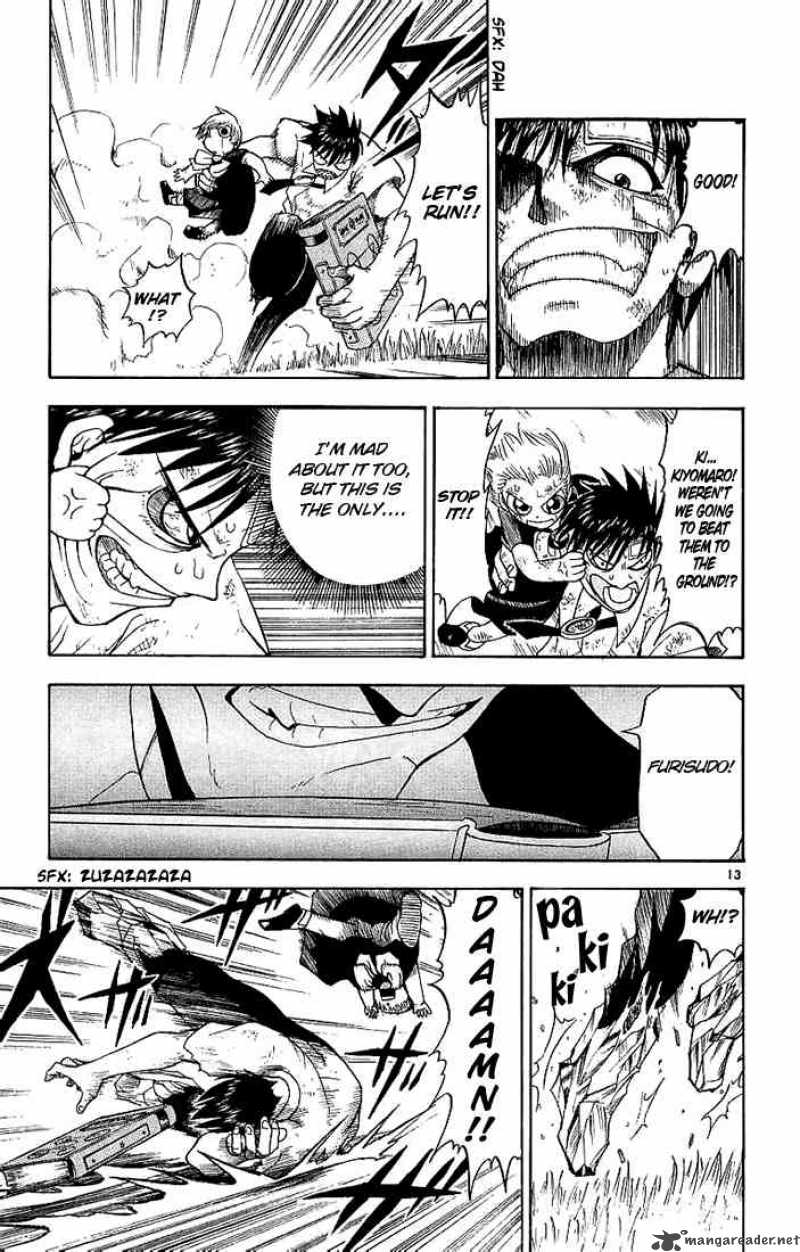 GOOD!
SFX: DAH
LET'S
RUN!!
WHAT
!?
KI...
KIYOMARO!
WEREN'T
WE GOING
TO BEAT
THEM TO
THE
GROUND!?
STOP
IT!!
I'M MAD
ABOUT IT TOO,
BUT THIS IS
THE ONLY....
FURISUDO!
13
WH!?
pa
ki
ki
SFX: ZUZAZAZAZA
DAAAAMN!!
mangareader.net